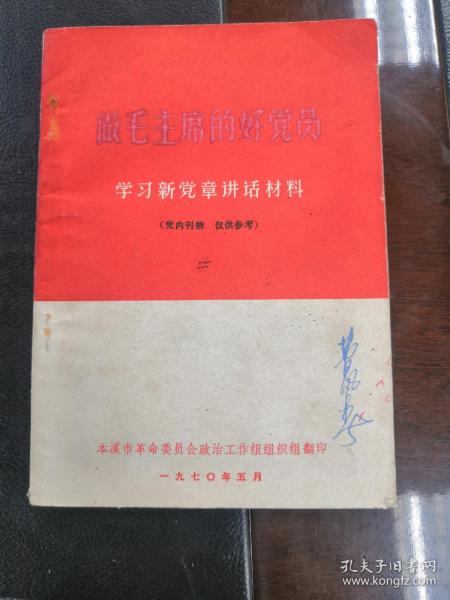 做毛主席的好党员
学习新党章讲话材料
（党内刊物 仅供参考）
本溪市革命委员会政治工作组组织组翻印
一九七〇年五月
孔夫子旧书网
www.kongfz.com